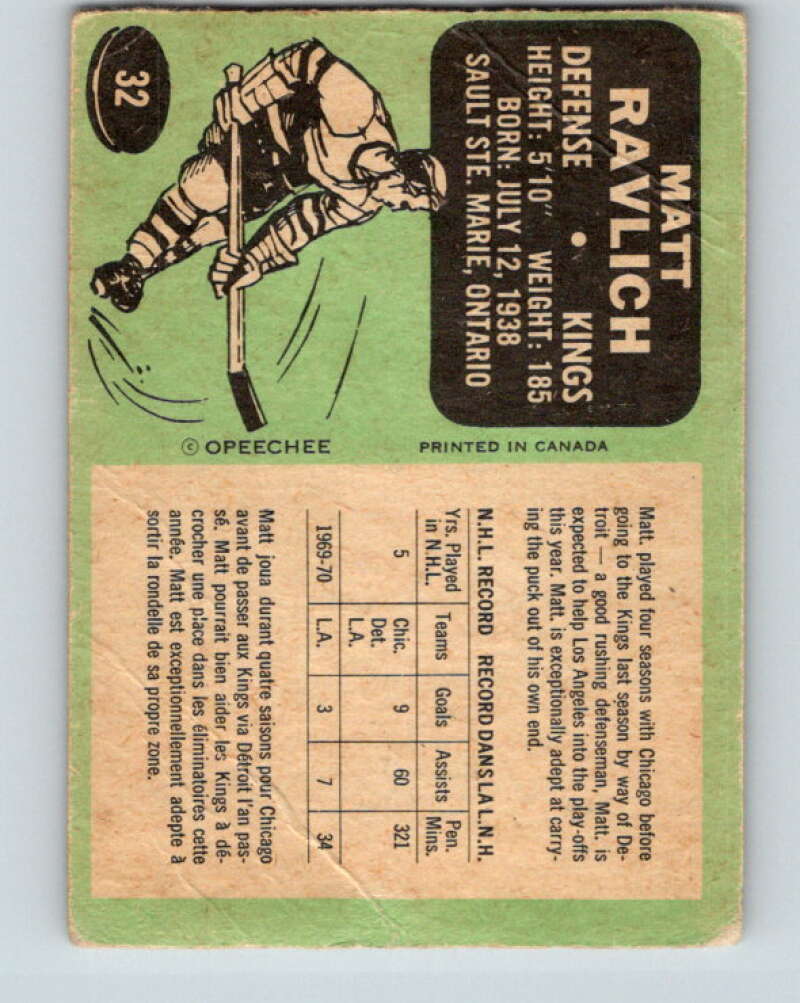 32
MATT
RAVLICH
DEFENSE • KINGS
HEIGHT: 5'10" WEIGHT: 185
BORN: JULY 12, 1938
SAULT STE. MARIE, ONTARIO
© OPEECHEE
PRINTED IN CANADA
Matt. played four seasons with Chicago before
going to the Kings last season by way of De-
troit — a good rushing defenseman, Matt. is
expected to help Los Angeles into the play-offs
this year. Matt. is exceptionally adept at carry-
ing the puck out of his own end.
N.H.L. RECORD RECORD DANS LA L.N.H.
Yrs. Played in N.H.L. Teams Goals Assists Pen. Mins.
5 Chic. 9 60 321
Det.
L.A.
1969-70 L.A. 3 7 34
Matt joua durant quatre saisons pour Chicago
avant de passer aux Kings via Détroit l'an pas-
sé. Matt pourrait bien aider les Kings à dé-
crocher une place dans les éliminatoires cette
année. Matt est exceptionnellement adepte à
sortir la rondelle de sa propre zone.